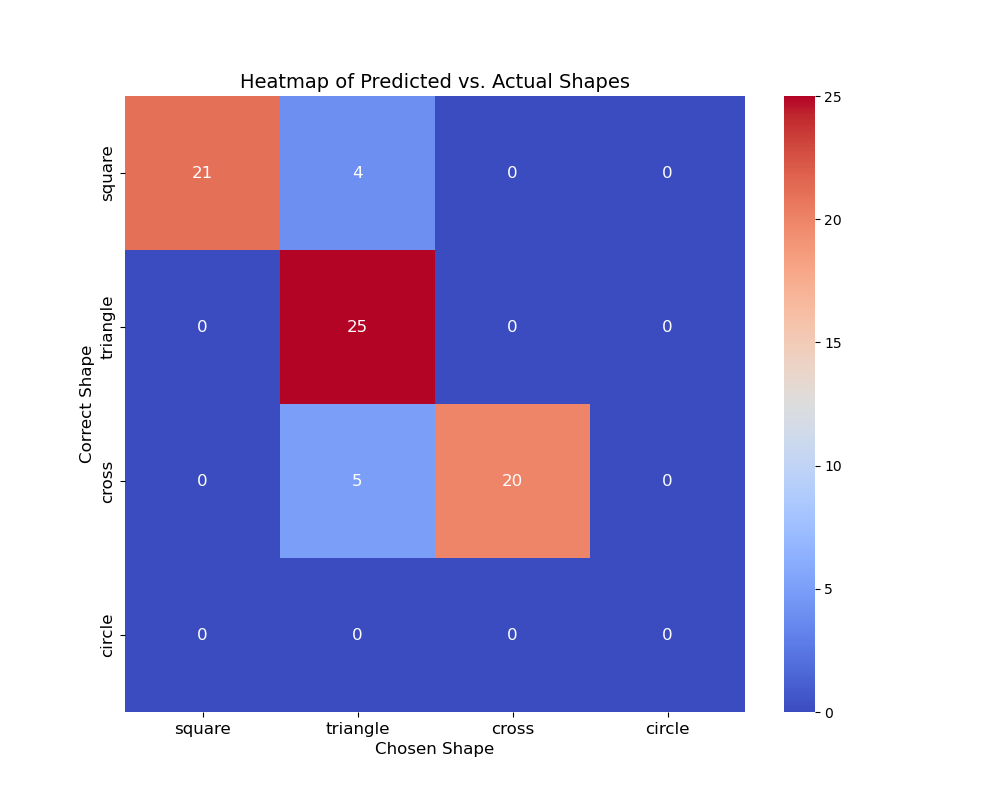 Heatmap of Predicted vs. Actual Shapes
Correct Shape
square
21 4 0 0
triangle
0 25 0 0
cross
0 5 20 0
circle
0 0 0 0
square triangle cross circle
Chosen Shape
25
20
15
10
5
0